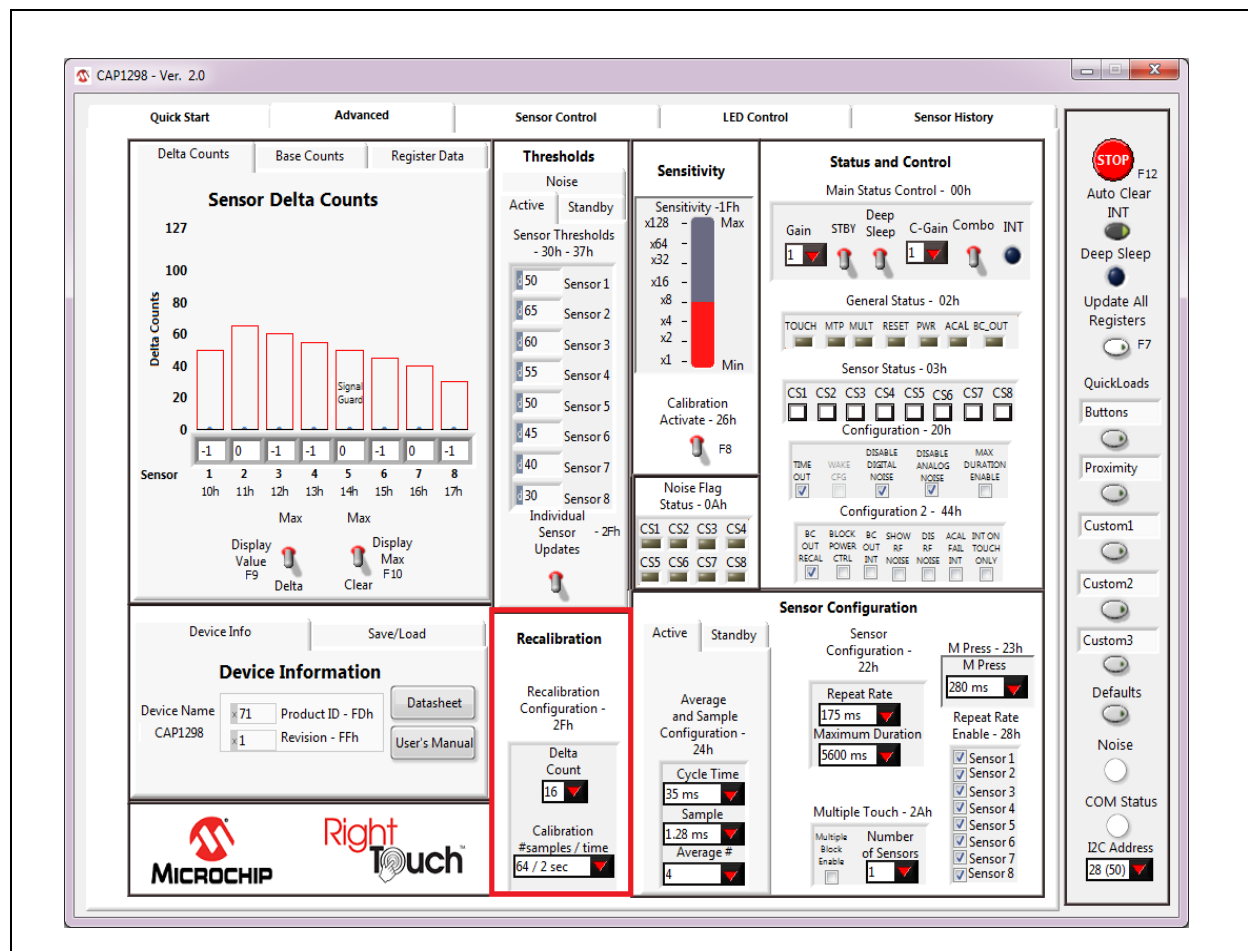 CAP1298 - Ver. 2.0
Quick Start
Advanced
Sensor Control
LED Control
Sensor History
Delta Counts
Base Counts
Register Data
Sensor Delta Counts
Delta Counts
127
100
80
60
40
20
0
Signal
Guard
-1 0 -1 -1 0 -1 0 -1
Sensor 1 2 3 4 5 6 7 8
10h 11h 12h 13h 14h 15h 16h 17h
Max
Display
Value
F9
Delta
Max
Display
Max
F10
Clear
Thresholds
Noise
Active
Standby
Sensor Thresholds
- 30h - 37h
d 50 Sensor 1
d 65 Sensor 2
d 60 Sensor 3
d 55 Sensor 4
d 50 Sensor 5
d 45 Sensor 6
d 40 Sensor 7
d 30 Sensor 8
Individual
Sensor - 2Fh
Updates
Sensitivity
Sensitivity -1Fh
x128 Max
x64
x32
x16
x8
x4
x2
x1 Min
Calibration
Activate - 26h
F8
Noise Flag
Status - 0Ah
CS1 CS2 CS3 CS4
CS5 CS6 CS7 CS8
Status and Control
Main Status Control - 00h
Gain
1
STBY
Deep
Sleep
C-Gain
1
Combo
INT
General Status - 02h
TOUCH MTP MULT RESET PWR ACAL BC_OUT
Sensor Status - 03h
CS1 CS2 CS3 CS4 CS5 CS6 CS7 CS8
Configuration - 20h
TIME
OUT
WAKE
CFG
DISABLE
DIGITAL
NOISE
DISABLE
ANALOG
NOISE
MAX
DURATION
ENABLE
Configuration 2 - 44h
BC
OUT
RECAL
BLOCK
POWER
CTRL
BC
OUT
INT
SHOW
RF
NOISE
DIS
RF
NOISE
ACAL
FAIL
INT
INT ON
TOUCH
ONLY
Device Info
Save/Load
Device Information
Device Name
CAP1298
x 71 Product ID - FDh
x 1 Revision - FFh
Datasheet
User's Manual
MICROCHIP
Right
Touch™
Recalibration
Recalibration
Configuration -
2Fh
Delta
Count
16
Calibration
#samples / time
64 / 2 sec
Sensor Configuration
Active
Standby
Average
and Sample
Configuration -
24h
Cycle Time
35 ms
Sample
1.28 ms
Average #
4
Sensor
Configuration -
22h
Repeat Rate
175 ms
Maximum Duration
5600 ms
Multiple Touch - 2Ah
Multiple
Block
Enable
Number
of Sensors
1
M Press - 23h
M Press
280 ms
Repeat Rate
Enable - 28h
Sensor 1
Sensor 2
Sensor 3
Sensor 4
Sensor 5
Sensor 6
Sensor 7
Sensor 8
STOP
F12
Auto Clear
INT
Deep Sleep
Update All
Registers
F7
QuickLoads
Buttons
Proximity
Custom1
Custom2
Custom3
Defaults
Noise
COM Status
I2C Address
28 (50)